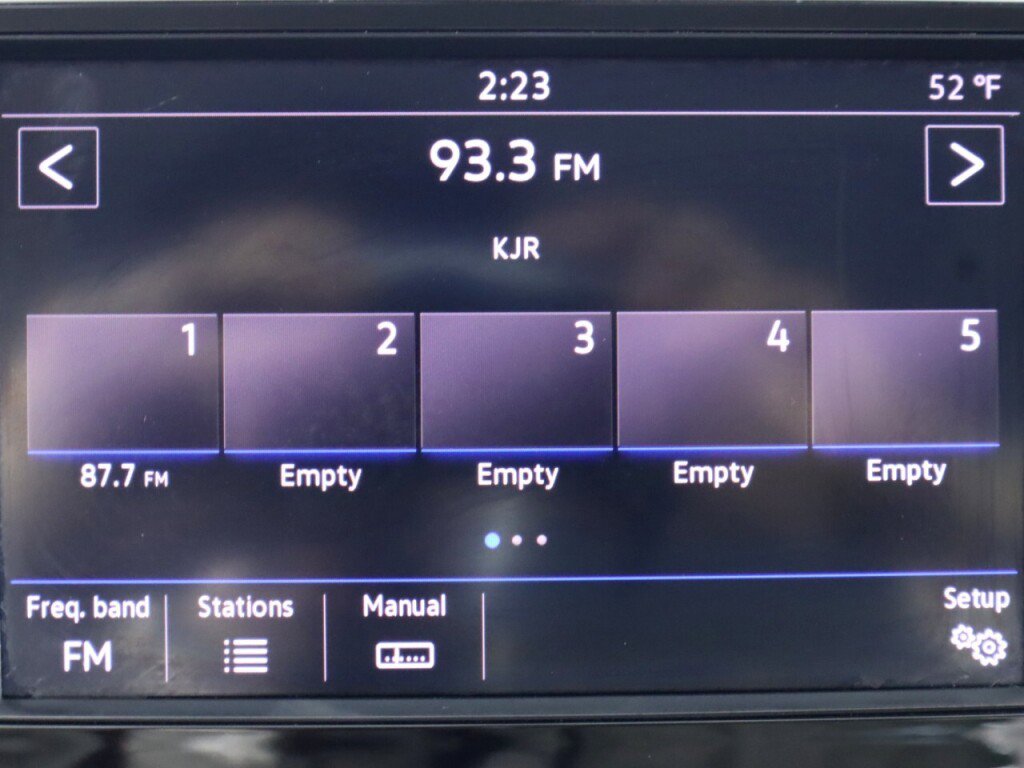 2:23 52 °F
< 93.3 FM >
KJR
1 2 3 4 5
87.7 FM Empty Empty Empty Empty
Freq. band Stations Manual Setup
FM